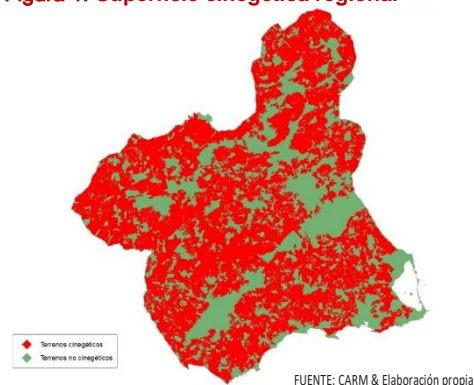 Figura 1. Superficie cinegética regional
Terrenos cinegéticos
Terrenos no cinegéticos
FUENTE: CARM & Elaboración propia